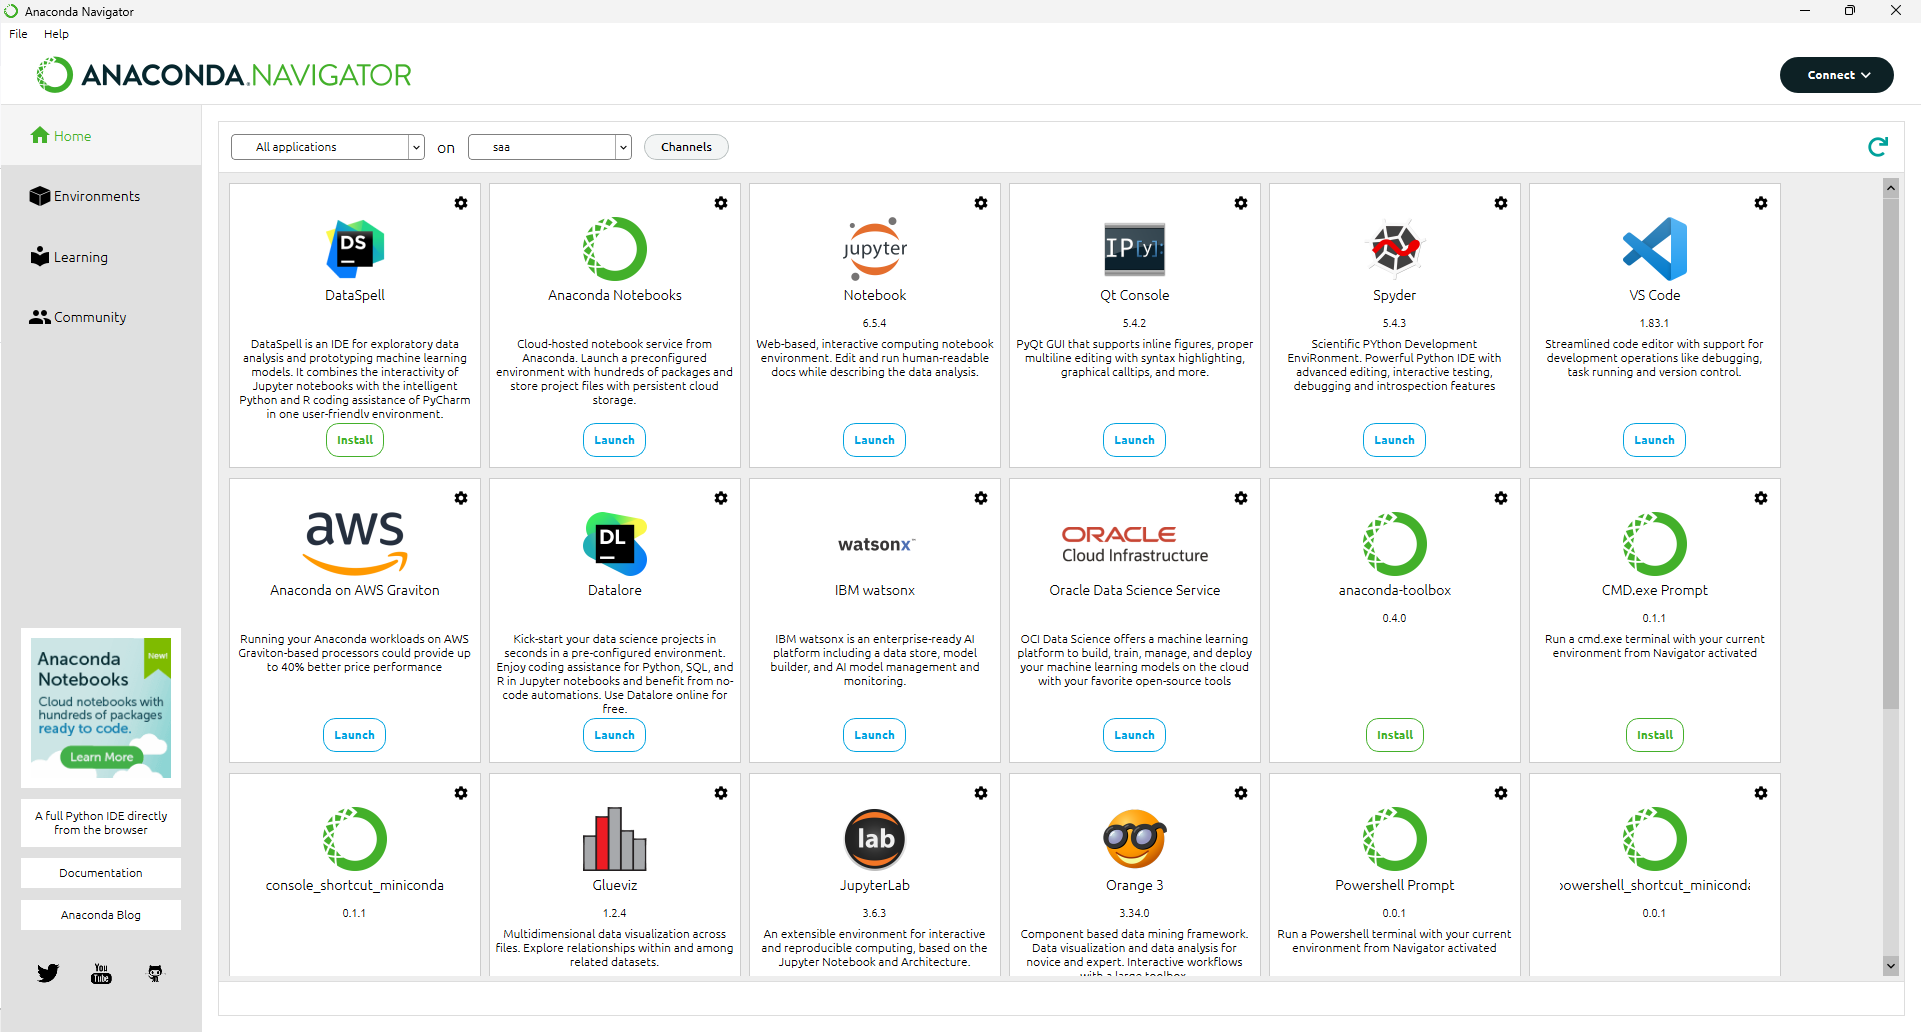 Anaconda Navigator
File Help
ANACONDA.NAVIGATOR
Connect
Home
Environments
Learning
Community
All applications on saa Channels
DS
DataSpell
DataSpell is an IDE for exploratory data
analysis and prototyping machine learning
models. It combines the interactivity of
Jupyter notebooks with the intelligent
Python and R coding assistance of PyCharm
in one user-friendly environment.
Install
Anaconda Notebooks
Cloud-hosted notebook service from
Anaconda. Launch a preconfigured
environment with hundreds of packages and
store project files with persistent cloud
storage.
Launch
jupyter
Notebook
6.5.4
Web-based, interactive computing notebook
environment. Edit and run human-readable
docs while describing the data analysis.
Launch
IP[y]:
Qt Console
5.4.2
PyQt GUI that supports inline figures, proper
multiline editing with syntax highlighting,
graphical calltips, and more.
Launch
Spyder
5.4.3
Scientific PYthon Development
EnviRonment. Powerful Python IDE with
advanced editing, interactive testing,
debugging and introspection features
Launch
VS Code
1.83.1
Streamlined code editor with support for
development operations like debugging,
task running and version control.
Launch
aws
Anaconda on AWS Graviton
Running your Anaconda workloads on AWS
Graviton-based processors could provide up
to 40% better price performance
Launch
DL
Datalore
Kick-start your data science projects in
seconds in a pre-configured environment.
Enjoy coding assistance for Python, SQL, and
R in Jupyter notebooks and benefit from no-
code automations. Use Datalore online for
free.
Launch
watsonx™
IBM watsonx
IBM watsonx is an enterprise-ready AI
platform including a data store, model
builder, and AI model management and
monitoring.
Launch
ORACLE
Cloud Infrastructure
Oracle Data Science Service
OCI Data Science offers a machine learning
platform to build, train, manage, and deploy
your machine learning models on the cloud
with your favorite open-source tools
Launch
anaconda-toolbox
0.4.0
Install
CMD.exe Prompt
0.1.1
Run a cmd.exe terminal with your current
environment from Navigator activated
Install
console_shortcut_miniconda
0.1.1
Glueviz
1.2.4
Multidimensional data visualization across
files. Explore relationships within and among
related datasets.
lab
JupyterLab
3.6.3
An extensible environment for interactive
and reproducible computing, based on the
Jupyter Notebook and Architecture.
Orange 3
3.34.0
Component based data mining framework.
Data visualization and data analysis for
novice and expert. Interactive workflows
with a large toolbox
Powershell Prompt
0.0.1
Run a Powershell terminal with your current
environment from Navigator activated
powershell_shortcut_miniconda
0.0.1
Anaconda
Notebooks
New!
Cloud notebooks with
hundreds of packages
ready to code.
Learn More
A full Python IDE directly
from the browser
Documentation
Anaconda Blog
You
Tube